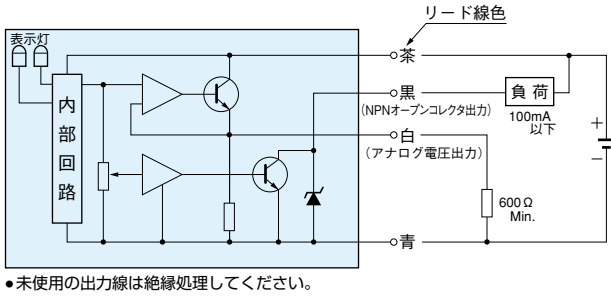 リード線色
表示灯
茶
内部回路
黒
(NPNオープンコレクタ出力)
負荷
100mA
以下
白
(アナログ電圧出力)
+
−
600Ω
Min.
青
●未使用の出力線は絶縁処理してください。